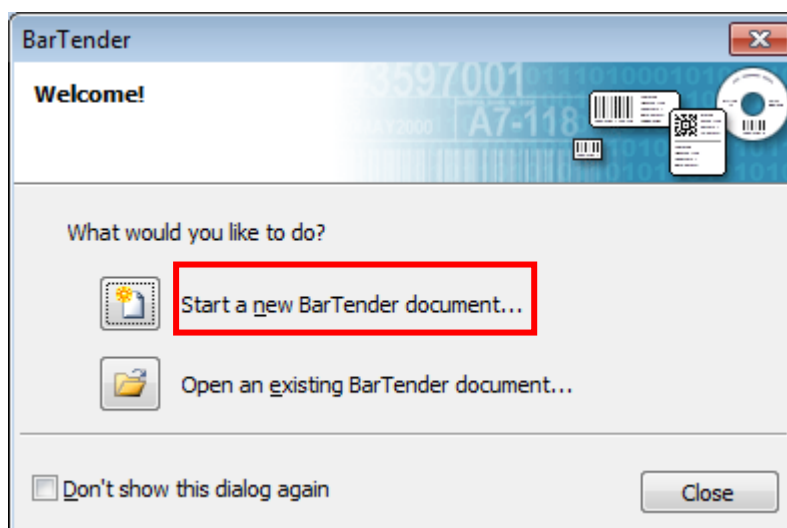 BarTender
Welcome!
3597001
A7-118
What would you like to do?
Start a new BarTender document...
Open an existing BarTender document...
Don't show this dialog again
Close